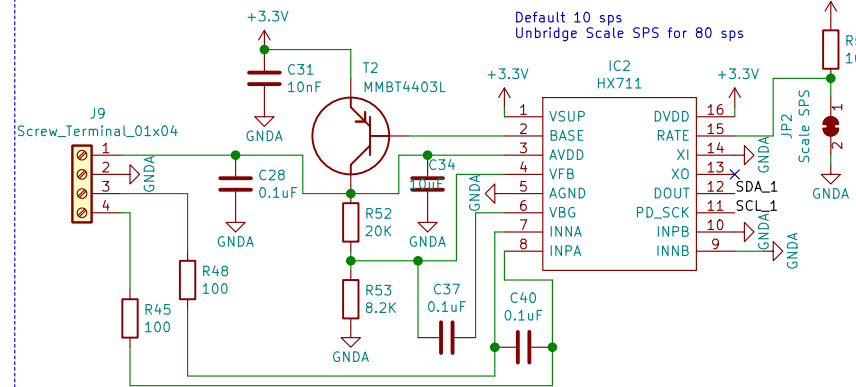 Default 10 sps
Unbridge Scale SPS for 80 sps
+3.3V
C31
10nF
GNDA
T2
MMBT4403L
+3.3V
IC2
HX711
+3.3V
J9
Screw_Terminal_01x04
1
2
3
4
GNDA
C28
0.1uF
GNDA
C34
10uF
GNDA
GNDA
1 VSUP
2 BASE
3 AVDD
4 VFB
5 AGND
6 VBG
7 INNA
8 INPA
DVDD 16
RATE 15
XI 14
XO 13
DOUT 12
PD_SCK 11
INPB 10
INNB 9
GNDA
SDA_1
SCL_1
GNDA
GNDA
JP2
Scale SPS
1
2
GNDA
R52
20K
R53
8.2K
GNDA
R48
100
R45
100
C37
0.1uF
C40
0.1uF